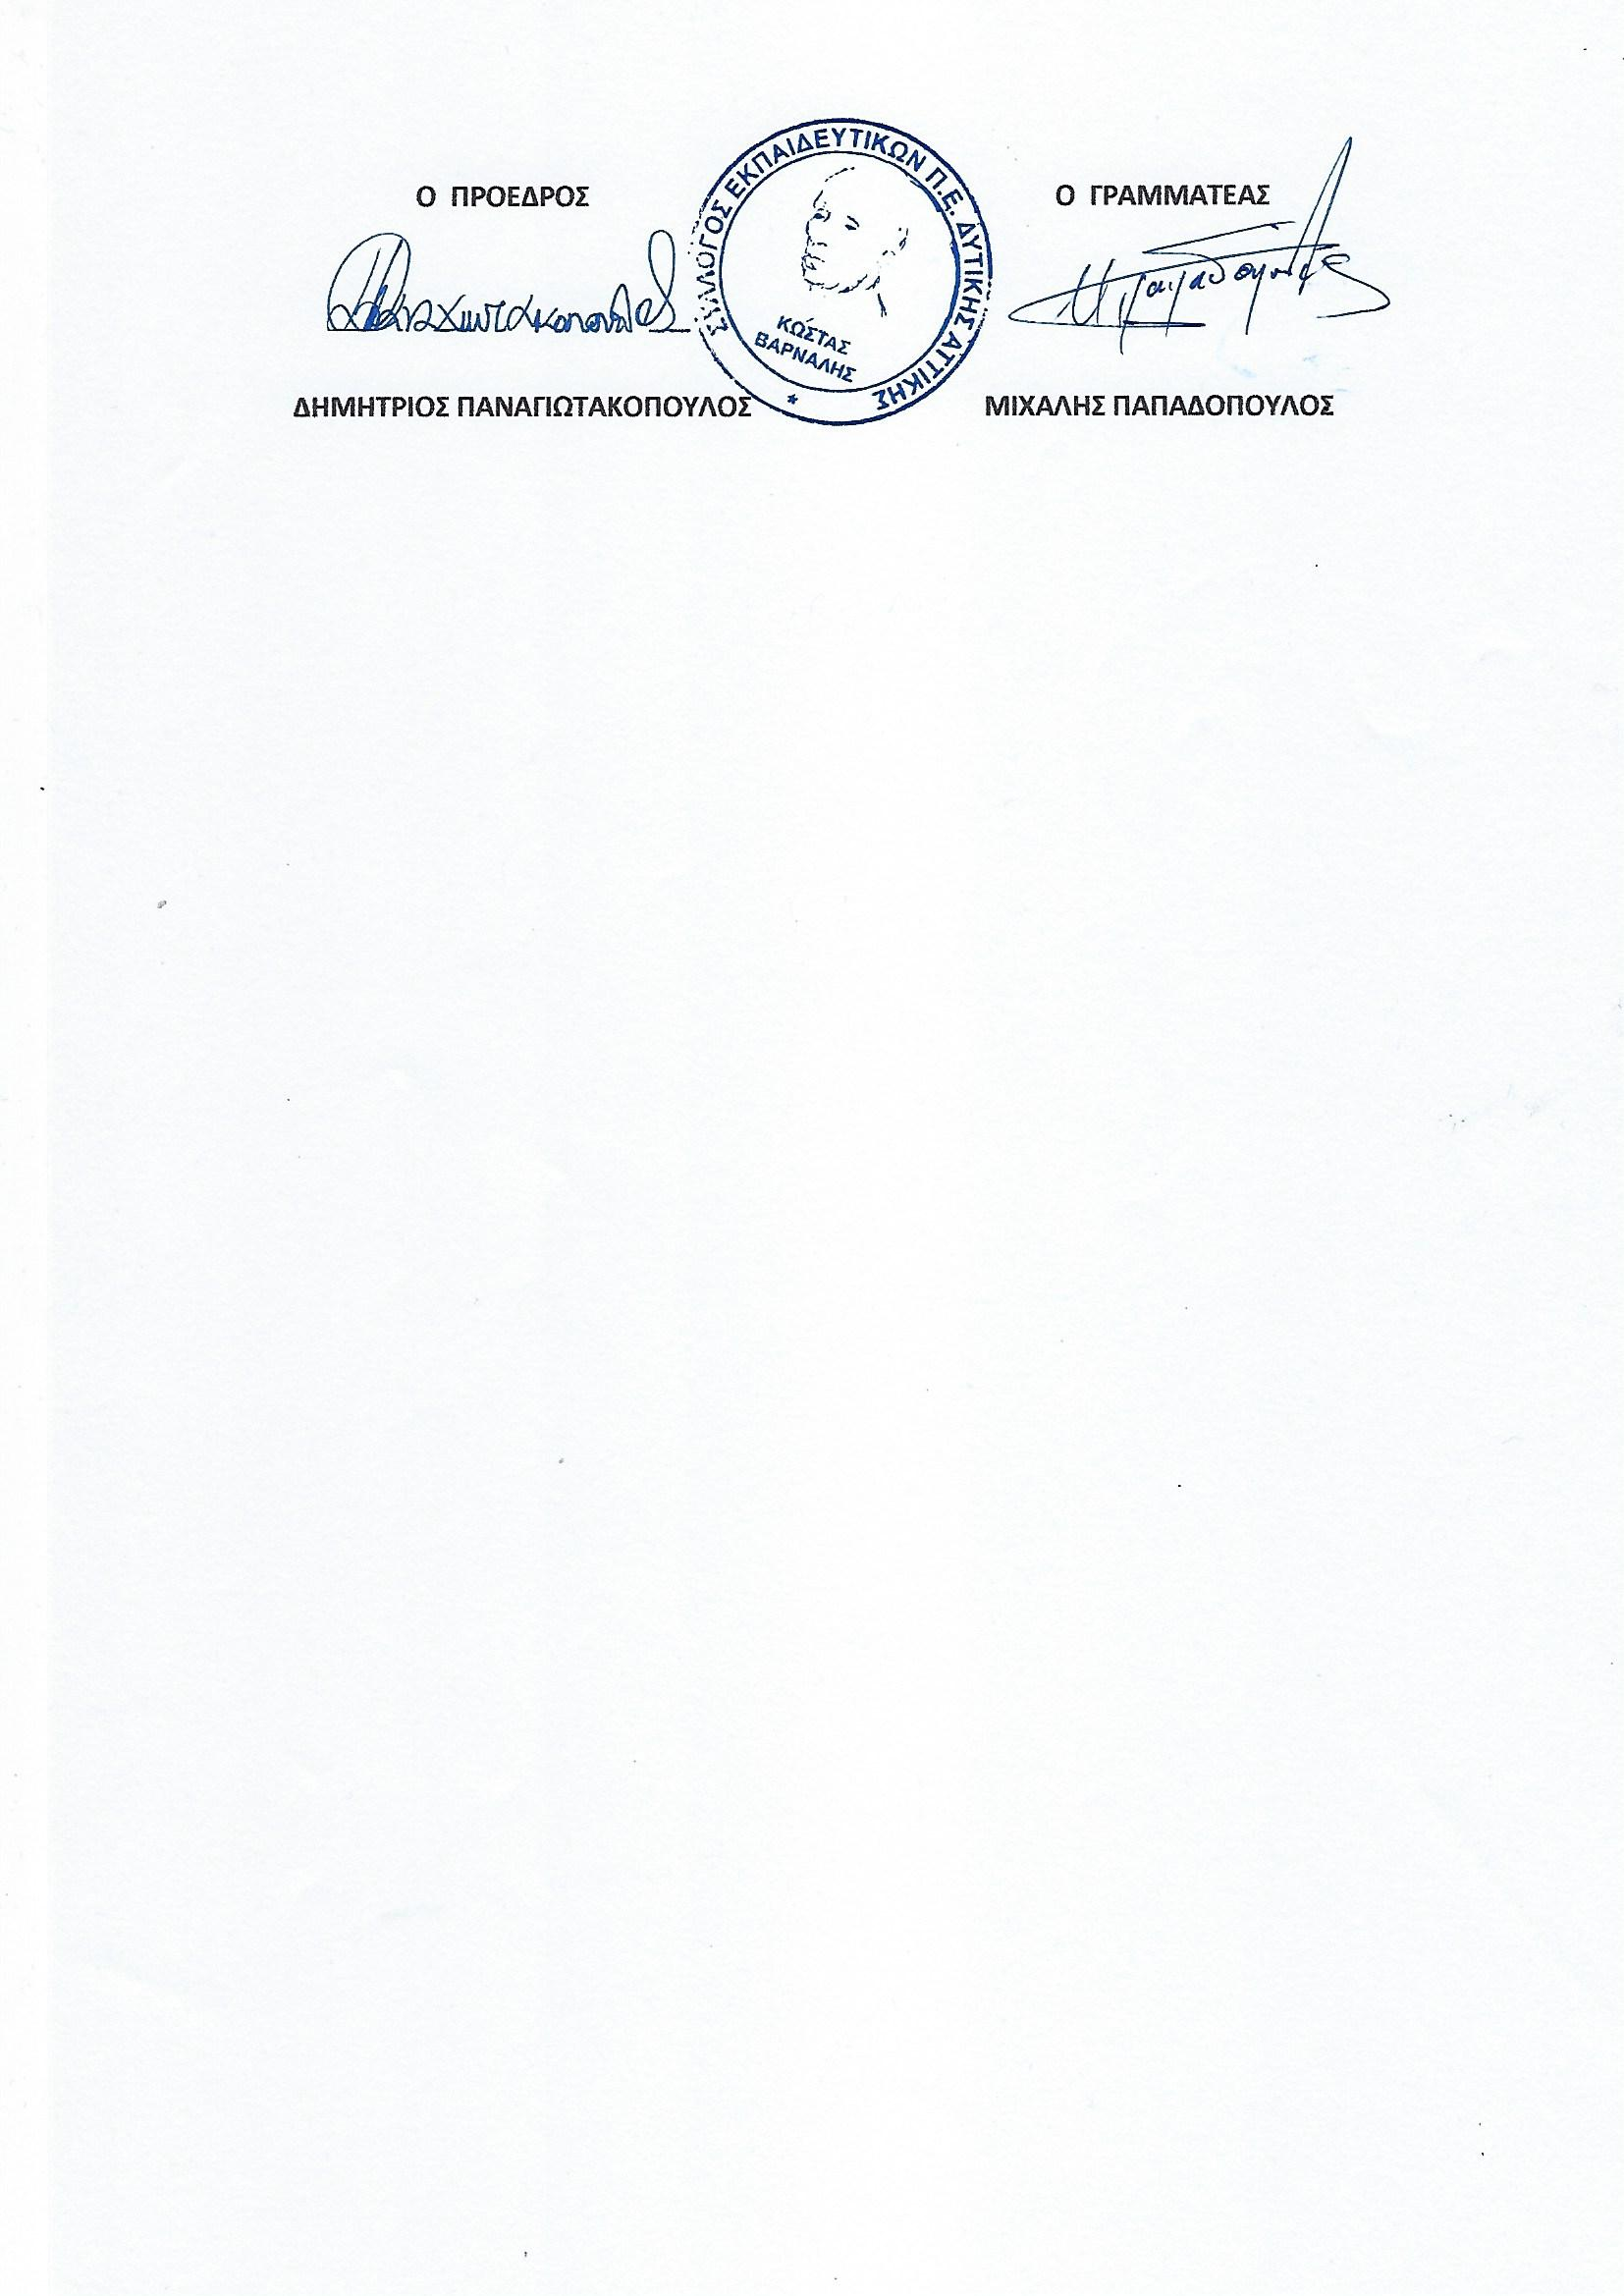 Ο ΠΡΟΕΔΡΟΣ
Ο ΓΡΑΜΜΑΤΕΑΣ
ΣΥΛΛΟΓΟΣ ΕΚΠΑΙΔΕΥΤΙΚΩΝ Π.Ε. ΔΥΤΙΚΗΣ ΑΤΤΙΚΗΣ *
ΚΩΣΤΑΣ
ΒΑΡΝΑΛΗΣ
ΔΗΜΗΤΡΙΟΣ ΠΑΝΑΓΙΩΤΑΚΟΠΟΥΛΟΣ
ΜΙΧΑΛΗΣ ΠΑΠΑΔΟΠΟΥΛΟΣ